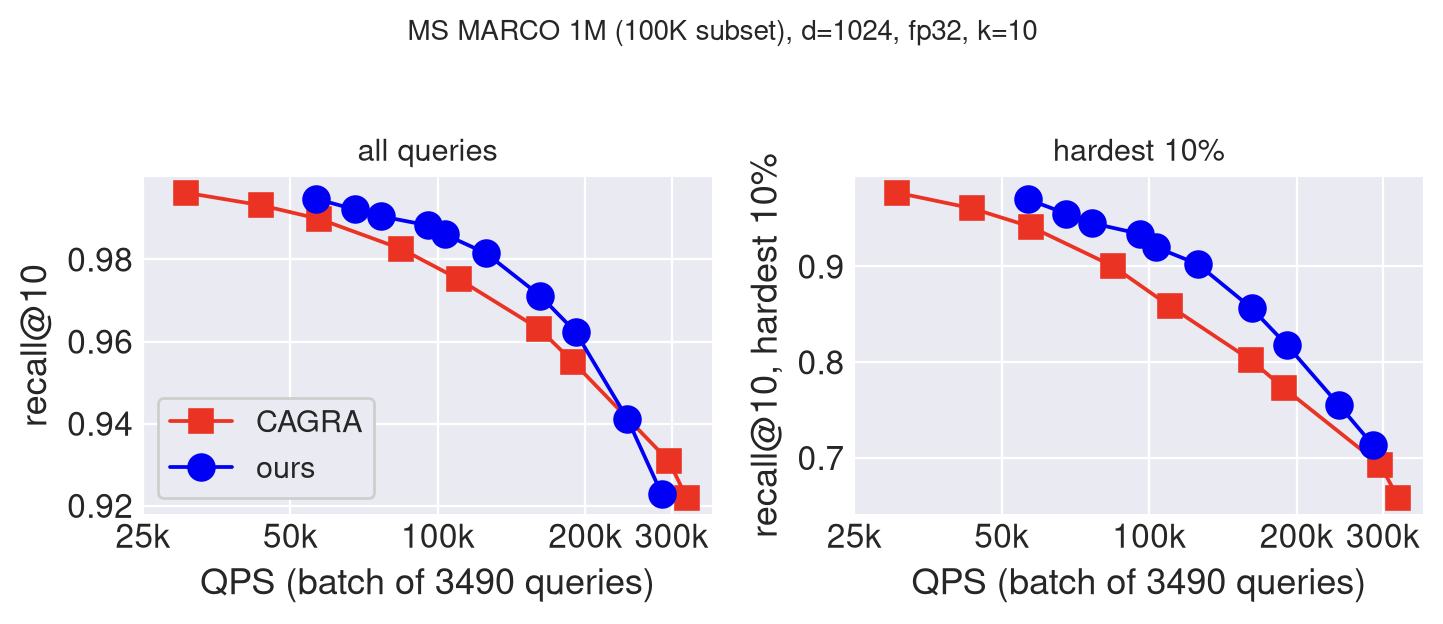 MS MARCO 1M (100K subset), d=1024, fp32, k=10
all queries
recall@10
0.98
0.96
0.94
0.92
CAGRA
ours
25k 50k 100k 200k 300k
QPS (batch of 3490 queries)
hardest 10%
recall@10, hardest 10%
0.9
0.8
0.7
25k 50k 100k 200k 300k
QPS (batch of 3490 queries)